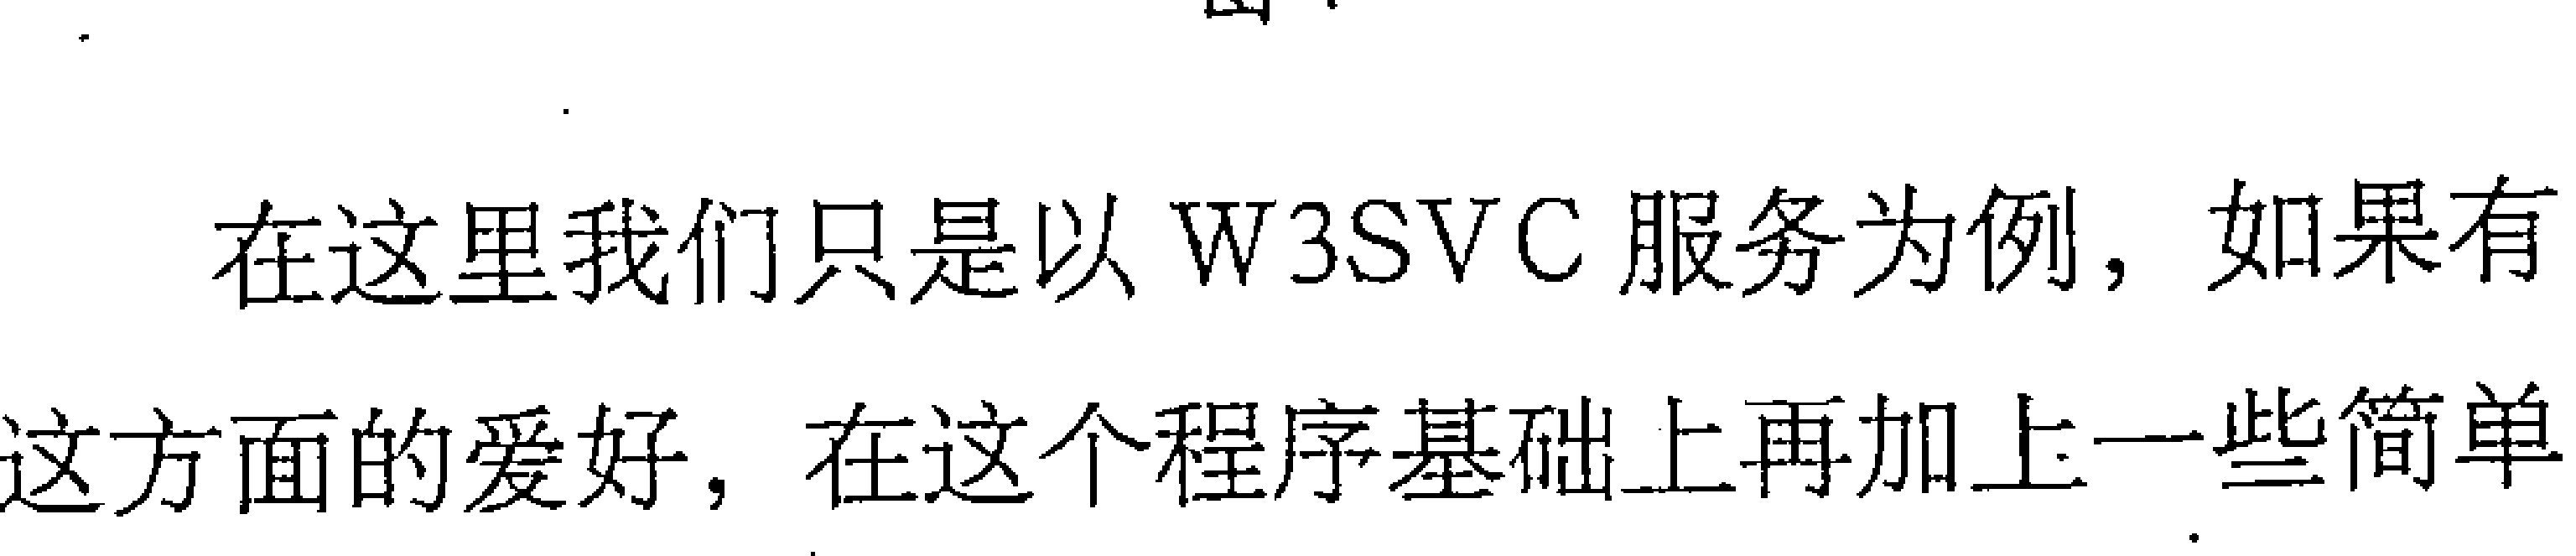 在这里我们只是以 W3SVC 服务为例，如果有
这方面的爱好，在这个程序基础上再加上一些简单